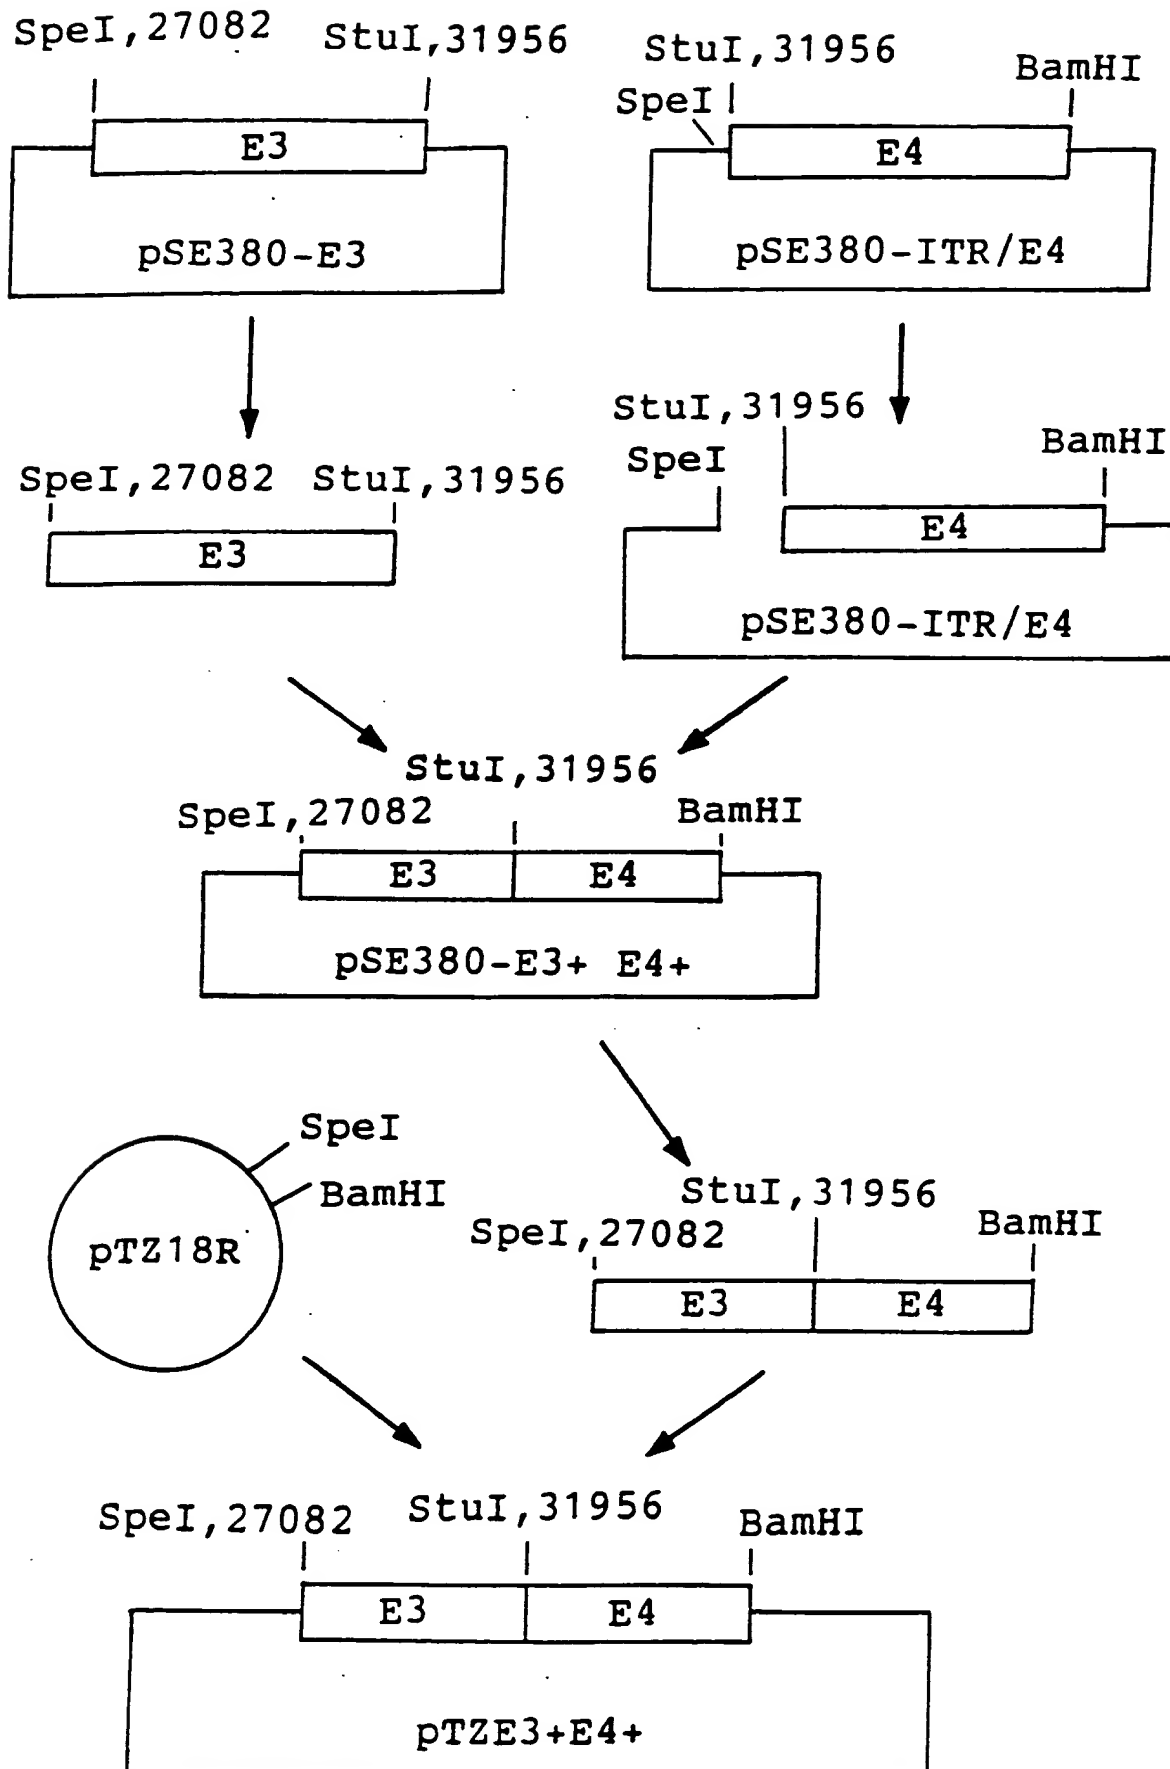 SpeI,27082
StuI,31956
E3
pSE380-E3
StuI,31956
SpeI
BamHI
E4
pSE380-ITR/E4
SpeI,27082
StuI,31956
E3
StuI,31956
SpeI
BamHI
E4
pSE380-ITR/E4
StuI,31956
SpeI,27082
BamHI
E3
E4
pSE380-E3+ E4+
SpeI
BamHI
pTZ18R
StuI,31956
SpeI,27082
BamHI
E3
E4
SpeI,27082
StuI,31956
BamHI
E3
E4
pTZE3+E4+